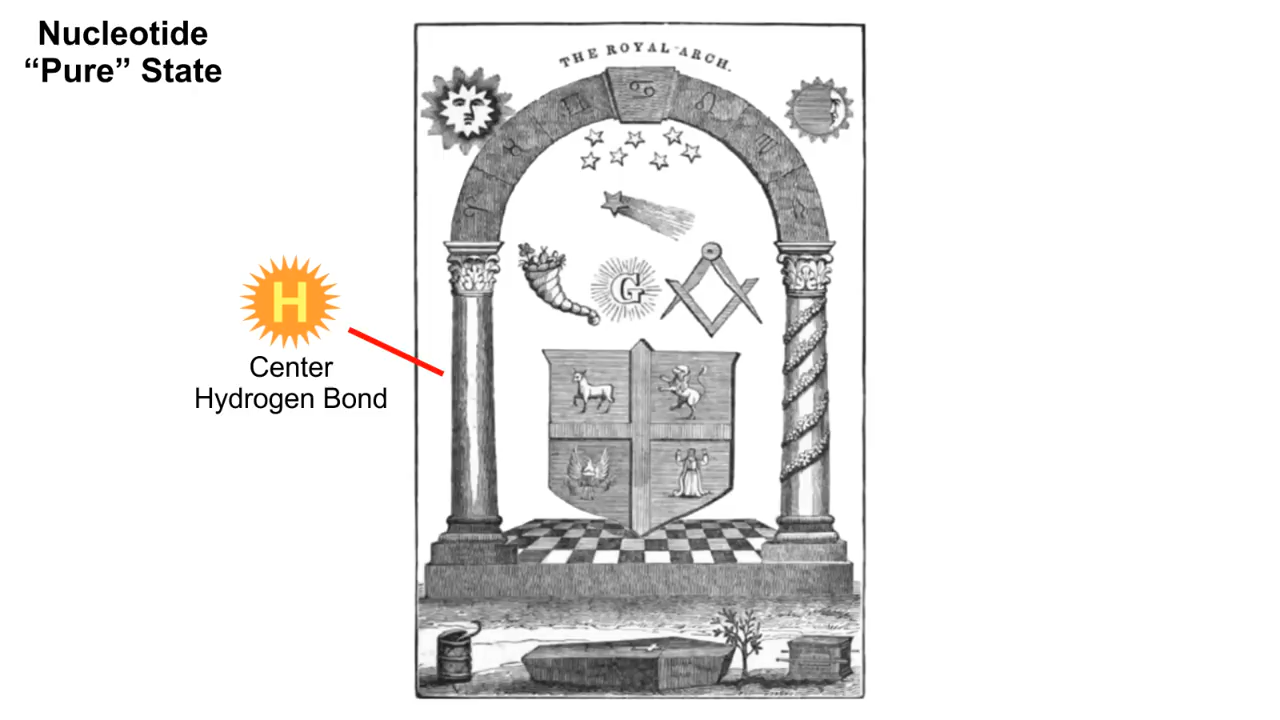 Nucleotide
“Pure” State
THE ROYAL ARCH.
G
H
Center
Hydrogen Bond